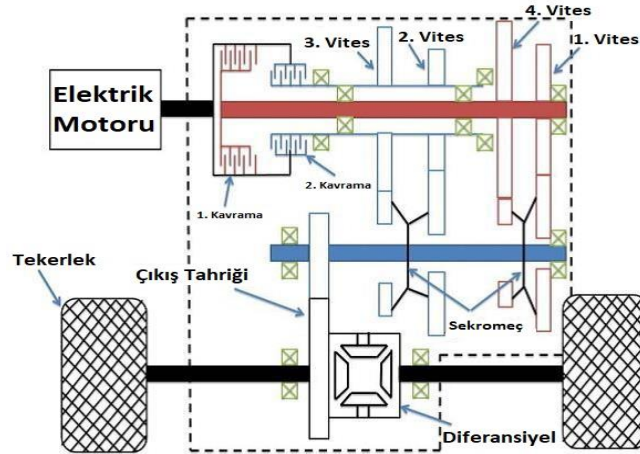 4. Vites
3. Vites
2. Vites
1. Vites
Elektrik
Motoru
2. Kavrama
1. Kavrama
Tekerlek
Çıkış Tahriği
Sekromeç
Diferansiyel